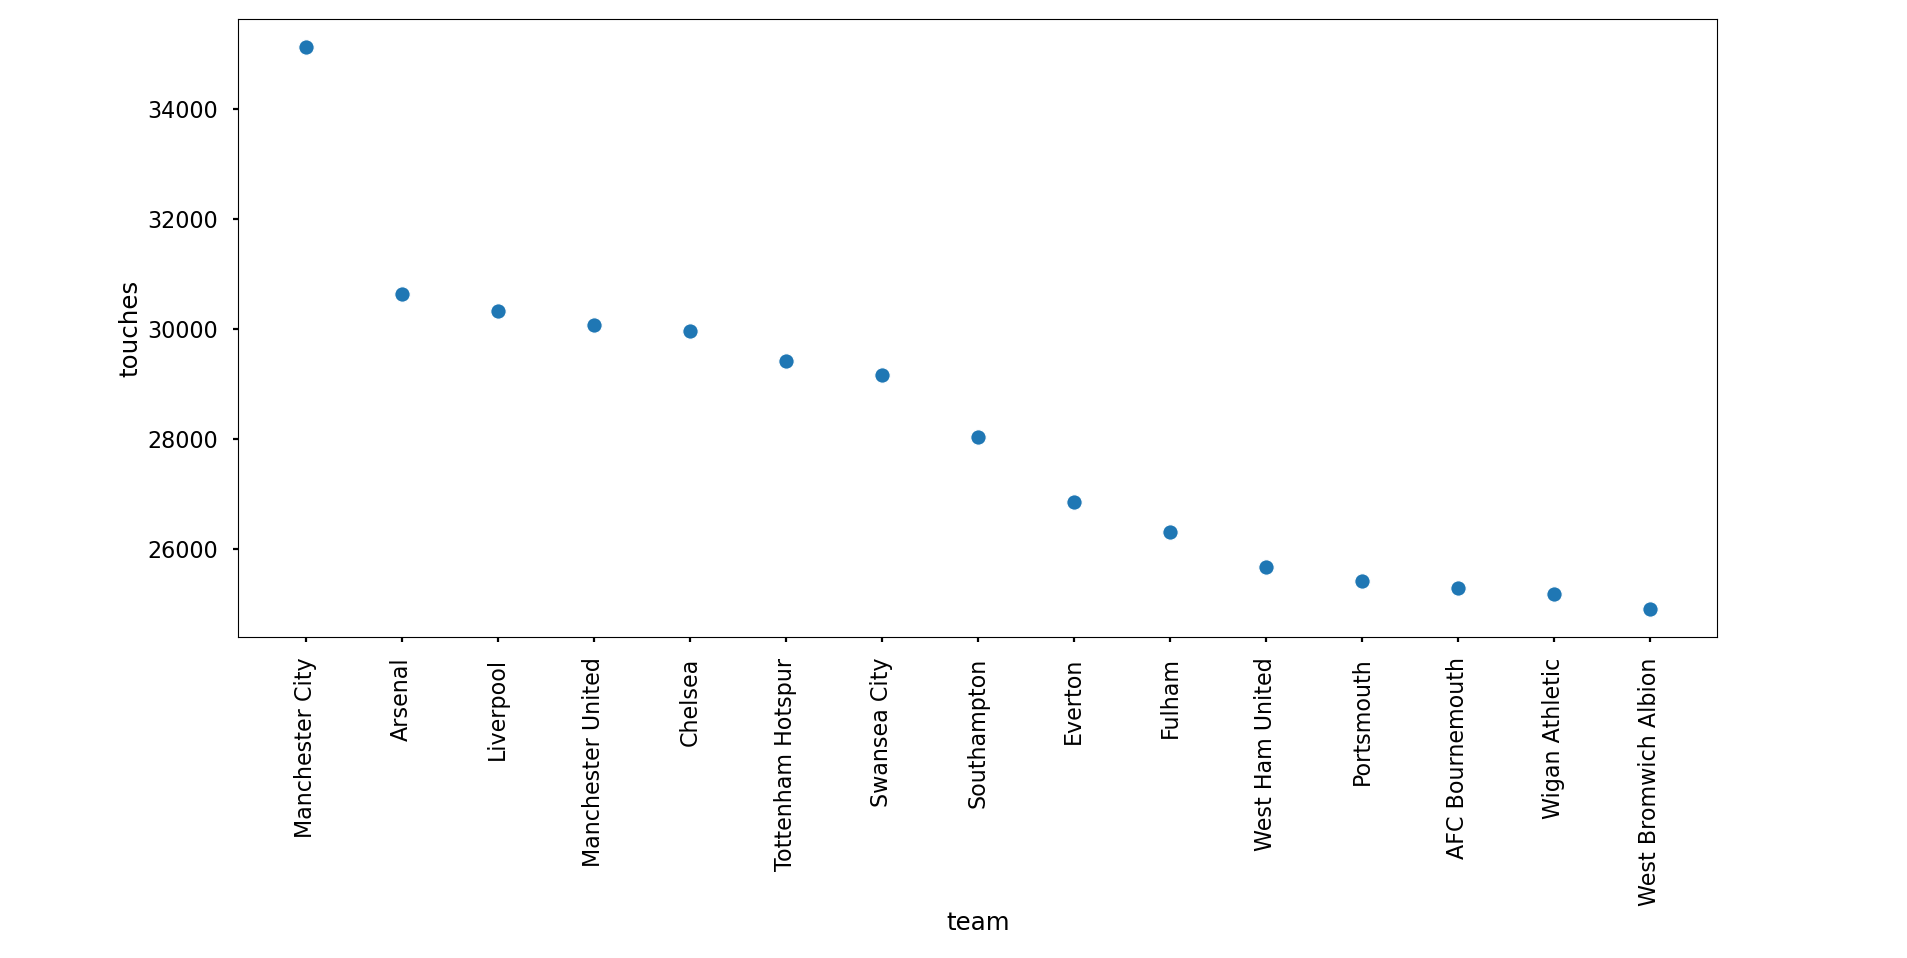 34000
32000
30000
28000
26000
touches
Manchester City
Arsenal
Liverpool
Manchester United
Chelsea
Tottenham Hotspur
Swansea City
Southampton
Everton
Fulham
West Ham United
Portsmouth
AFC Bournemouth
Wigan Athletic
West Bromwich Albion
team